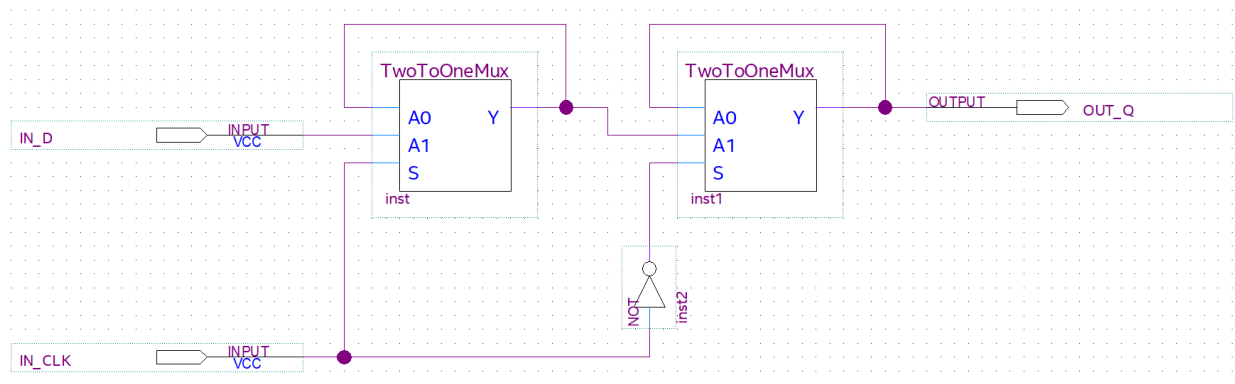 TwoToOneMux
A0
Y
A1
S
inst
TwoToOneMux
A0
Y
A1
S
inst1
OUTPUT
OUT_Q
IN_D
INPUT
VCC
NOT
inst2
IN_CLK
INPUT
VCC